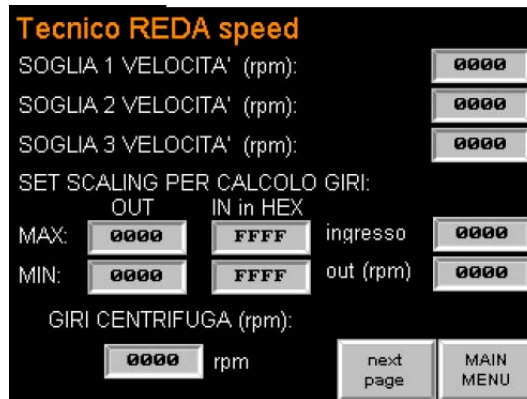 Tecnico REDA speed
SOGLIA 1 VELOCITA' (rpm): 0000
SOGLIA 2 VELOCITA' (rpm): 0000
SOGLIA 3 VELOCITA' (rpm): 0000
SET SCALING PER CALCOLO GIRI:
OUT IN in HEX
MAX: 0000 FFFF ingresso 0000
MIN: 0000 FFFF out (rpm) 0000
GIRI CENTRIFUGA (rpm):
0000 rpm
next page
MAIN MENU